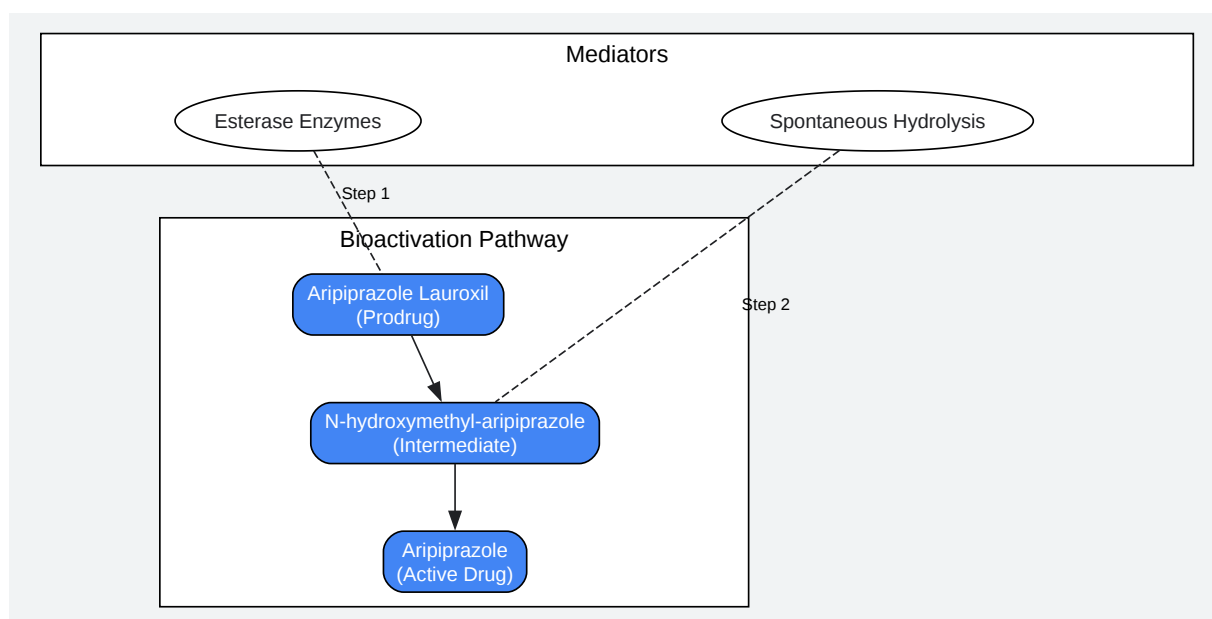 Mediators
Esterase Enzymes
Spontaneous Hydrolysis
Step 1
Bioactivation Pathway
Aripiprazole Lauroxil
(Prodrug)
Step 2
N-hydroxymethyl-aripiprazole
(Intermediate)
Aripiprazole
(Active Drug)